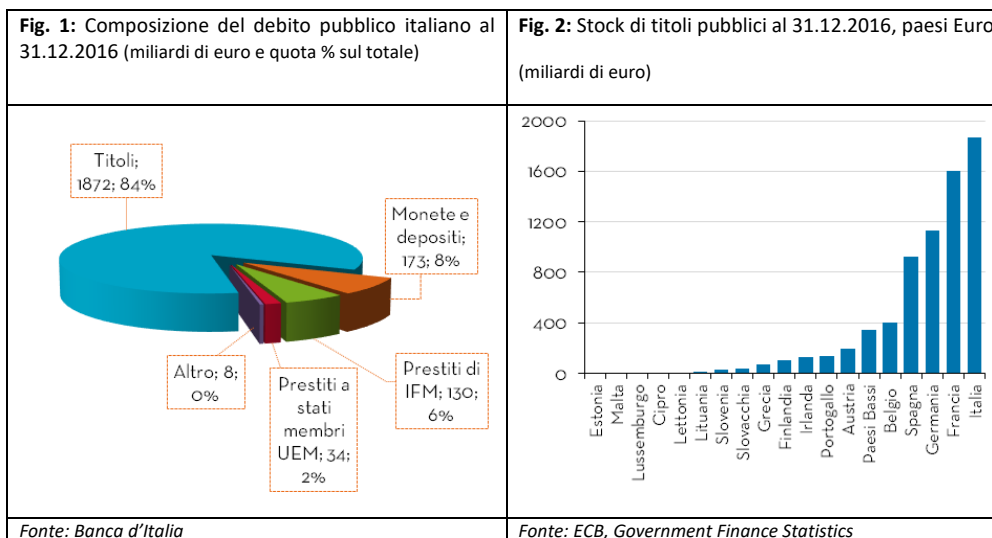 Fig. 1: Composizione del debito pubblico italiano al
31.12.2016 (miliardi di euro e quota % sul totale)
Fig. 2: Stock di titoli pubblici al 31.12.2016, paesi Euro
(miliardi di euro)
Titoli;
1872; 84%
Monete e
depositi;
173; 8%
Prestiti di
IFM; 130;
6%
Prestiti a
stati
membri
UEM; 34;
2%
Altro; 8;
0%
2000
1600
1200
800
400
0
Estonia
Malta
Lussemburgo
Cipro
Lettonia
Lituania
Slovenia
Slovacchia
Grecia
Finlandia
Irlanda
Portogallo
Austria
Paesi Bassi
Belgio
Spagna
Germania
Francia
Italia
Fonte: Banca d'Italia
Fonte: ECB, Government Finance Statistics